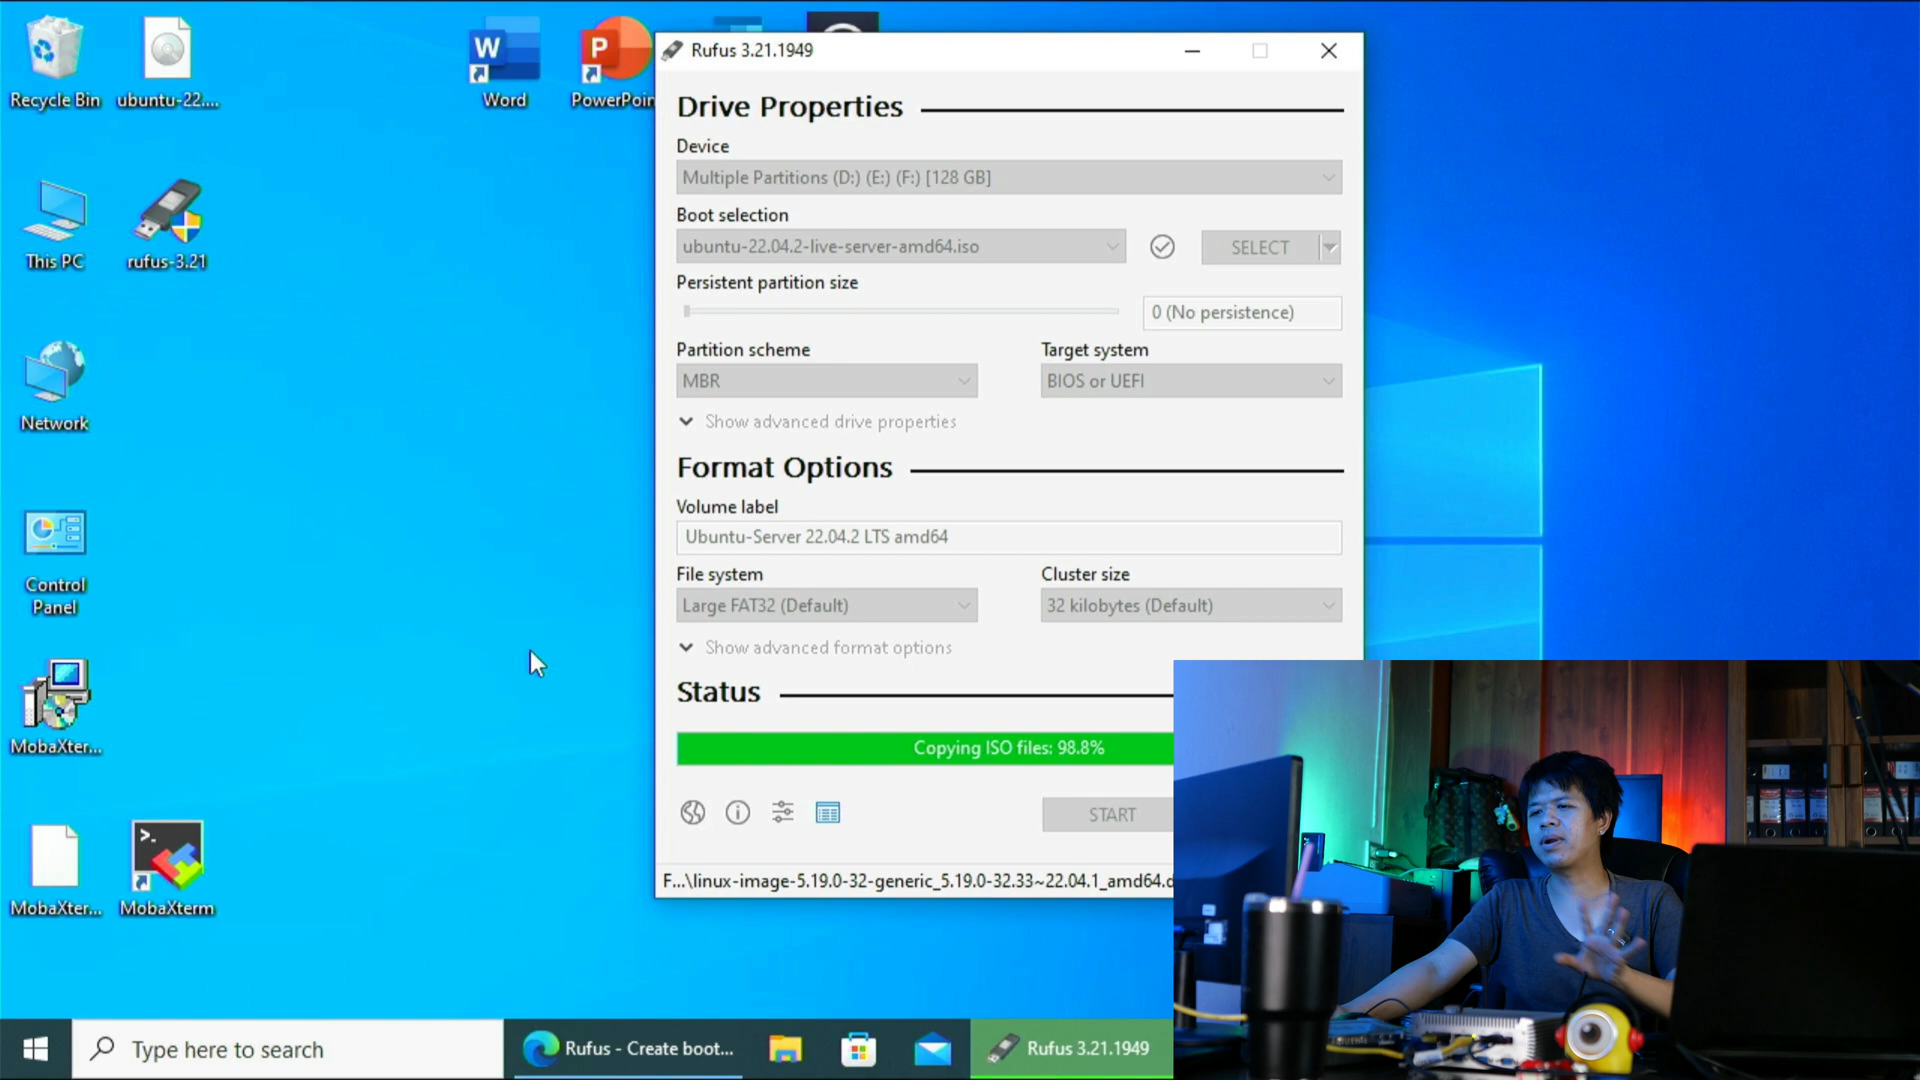 Recycle Bin
ubuntu-22....
Word
PowerPoin
This PC
rufus-3.21
Network
Control
Panel
MobaXter...
MobaXter...
MobaXterm
Rufus 3.21.1949
Drive Properties
Device
Multiple Partitions (D:) (E:) (F:) [128 GB]
Boot selection
ubuntu-22.04.2-live-server-amd64.iso
SELECT
Persistent partition size
0 (No persistence)
Partition scheme
Target system
MBR
BIOS or UEFI
Show advanced drive properties
Format Options
Volume label
Ubuntu-Server 22.04.2 LTS amd64
File system
Cluster size
Large FAT32 (Default)
32 kilobytes (Default)
Show advanced format options
Status
Copying ISO files: 98.8%
START
F...\linux-image-5.19.0-32-generic_5.19.0-32.33~22.04.1_amd64.d
Type here to search
Rufus - Create boot...
Rufus 3.21.1949